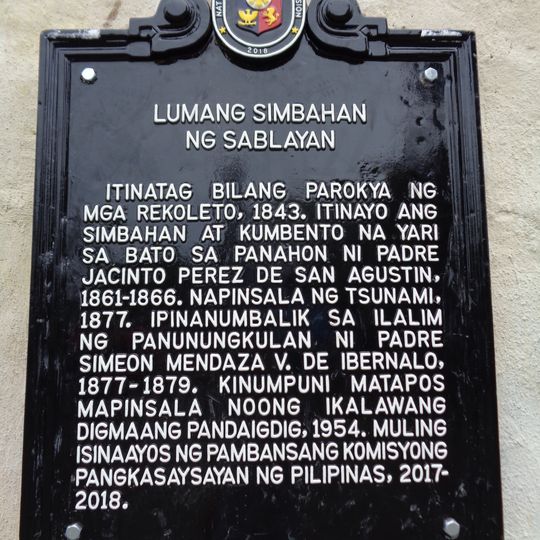 2018
LUMANG SIMBAHAN
NG SABLAYAN
ITINATAG BILANG PAROKYA NG
MGA REKOLETO, 1843. ITINAYO ANG
SIMBAHAN AT KUMBENTO NA YARI
SA BATO SA PANAHON NI PADRE
JACINTO PEREZ DE SAN AGUSTIN,
1861-1866. NAPINSALA NG TSUNAMI,
1877. IPINANUMBALIK SA ILALIM
NG PANUNUNGKULAN NI PADRE
SIMEON MENDAZA V. DE IBERNALO,
1877-1879. KINUMPUNI MATAPOS
MAPINSALA NOONG IKALAWANG
DIGMAANG PANDAIGDIG, 1954. MULING
ISINAAYOS NG PAMBANSANG KOMISYONG
PANGKASAYSAYAN NG PILIPINAS, 2017-
2018.